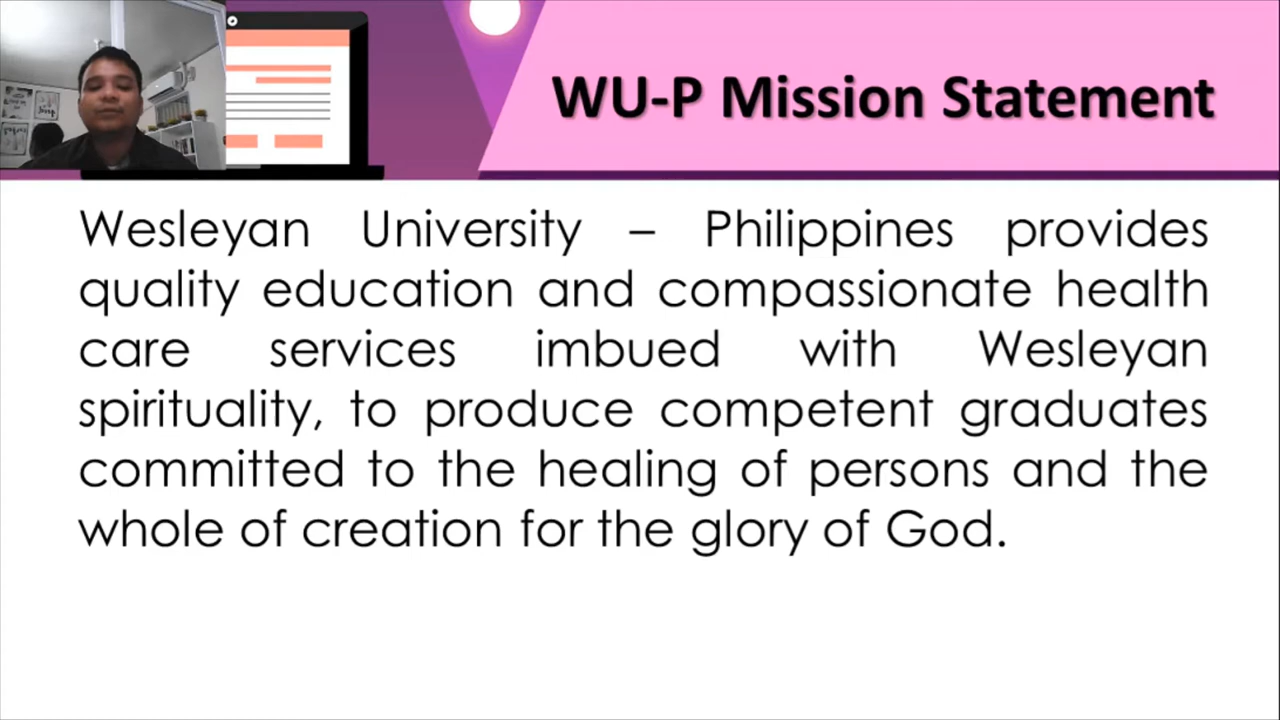 WU-P Mission Statement
Wesleyan University – Philippines provides
quality education and compassionate health
care services imbued with Wesleyan
spirituality, to produce competent graduates
committed to the healing of persons and the
whole of creation for the glory of God.